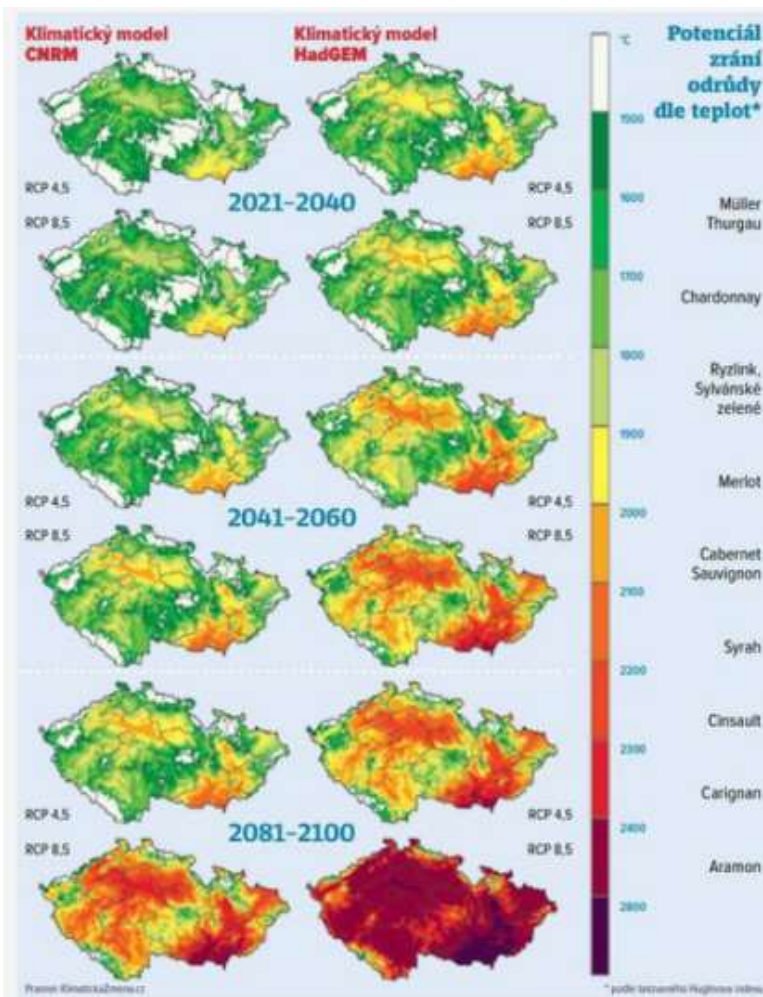 Klimatický model
CNRM
Klimatický model
HadGEM
°C
Potenciál
zrání
odrůdy
dle teplot*
RCP 4,5
2021–2040
RCP 4,5
RCP 8,5
RCP 8,5
RCP 4,5
2041–2060
RCP 4,5
RCP 8,5
RCP 8,5
RCP 4,5
2081–2100
RCP 4,5
RCP 8,5
RCP 8,5
1500
1600
1700
1800
1900
2000
2100
2200
2300
2400
2800
Müller
Thurgau
Chardonnay
Ryzlink,
Sylvánské
zelené
Merlot
Cabernet
Sauvignon
Syrah
Cinsault
Carignan
Aramon
Pramen: KlimatickáZměna.cz
* podle takzvaného Huglinova indexu